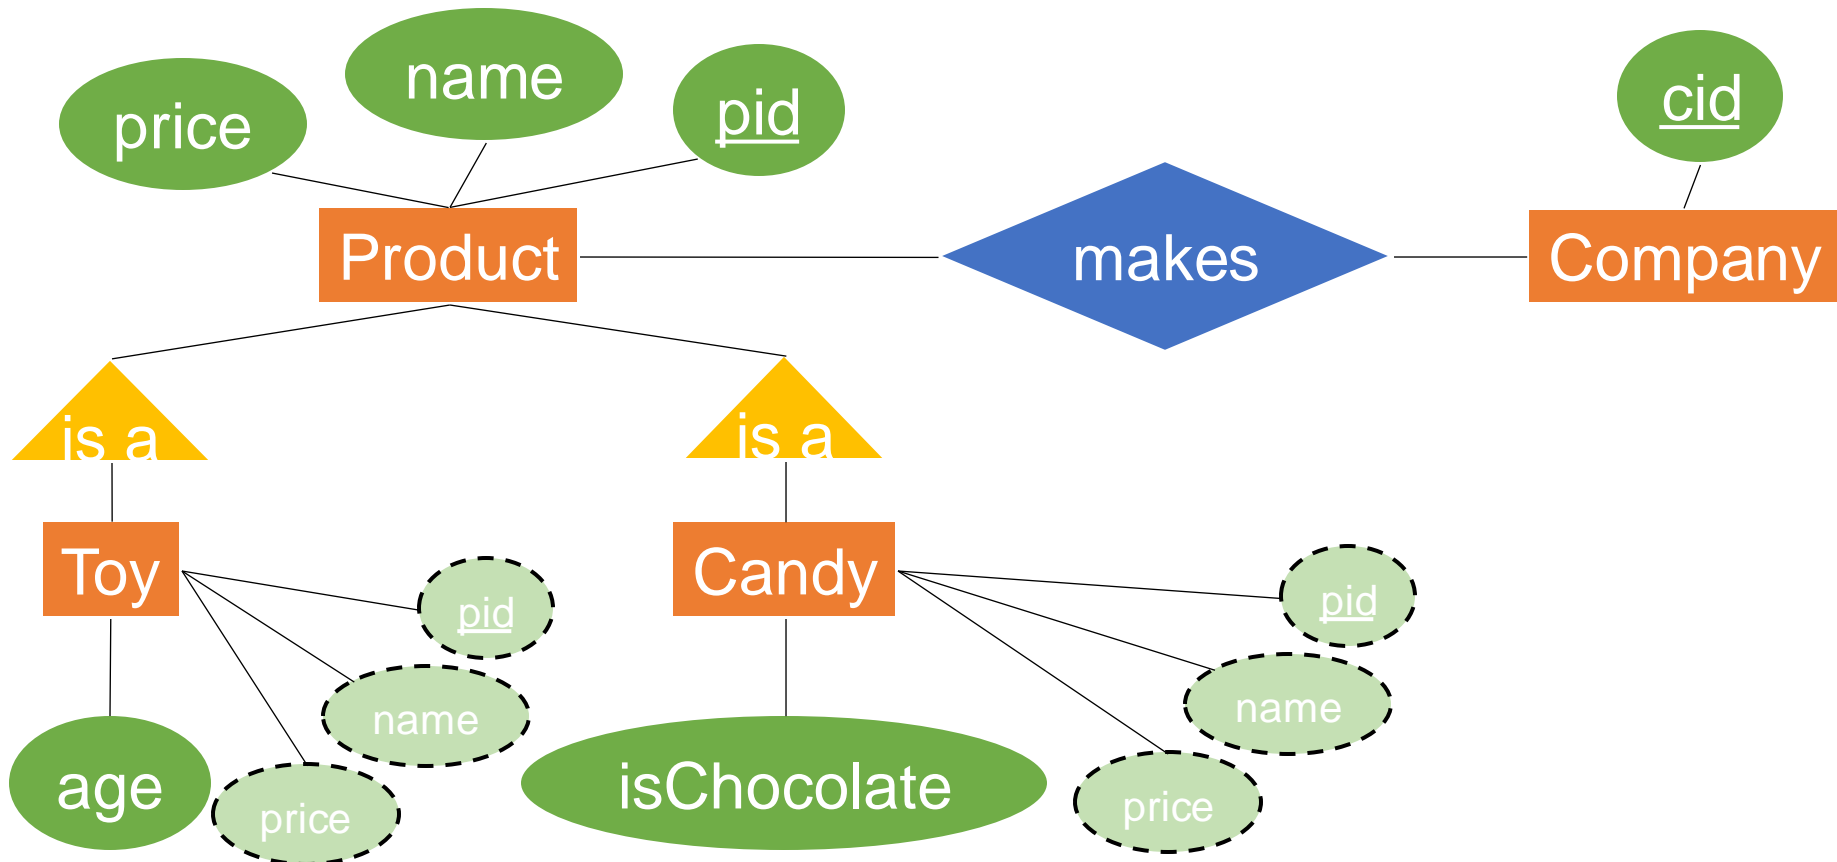 name
price
pid
cid
Product
makes
Company
is a
is a
Toy
Candy
pid
name
price
age
isChocolate
pid
name
price